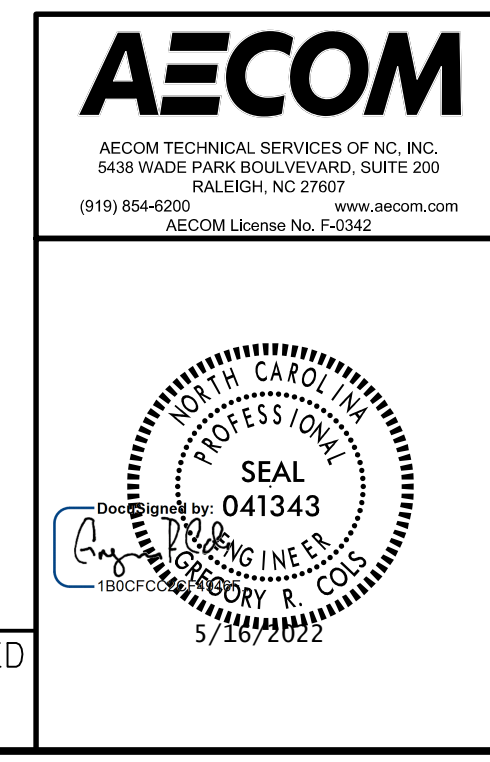 AECOM
AECOM TECHNICAL SERVICES OF NC, INC.
5438 WADE PARK BOULVEVARD, SUITE 200
RALEIGH, NC 27607
(919) 854-6200 www.aecom.com
AECOM License No. F-0342
NORTH CAROLINA
PROFESSIONAL
SEAL
041343
ENGINEER
GREGORY R. COLS
DocuSigned by:
5/16/2022